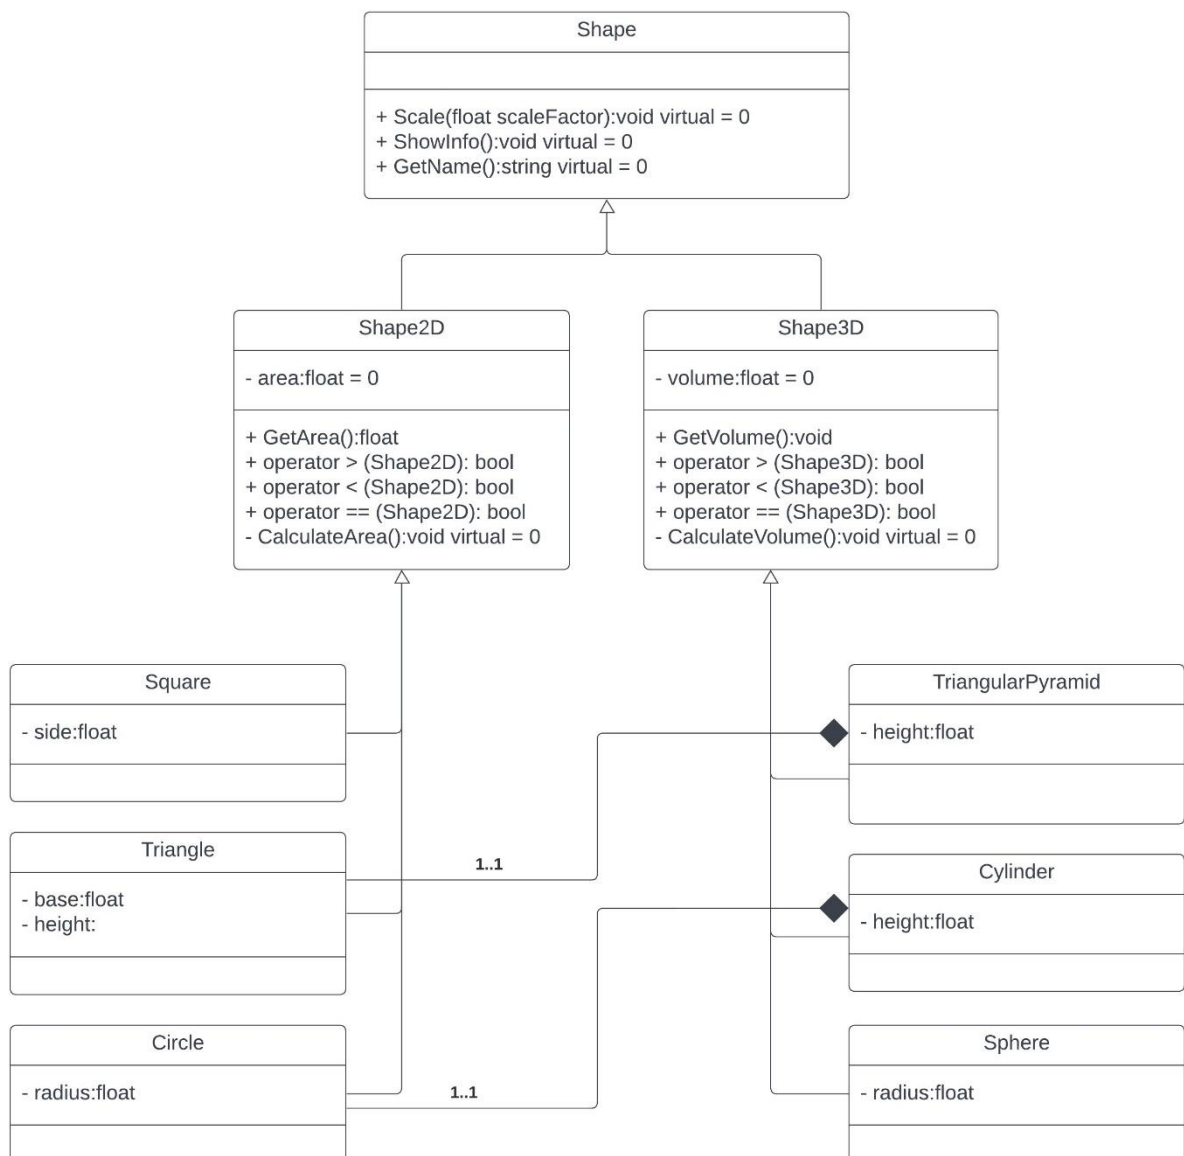 Shape
+ Scale(float scaleFactor):void virtual = 0
+ ShowInfo():void virtual = 0
+ GetName():string virtual = 0
Shape2D
- area:float = 0
+ GetArea():float
+ operator > (Shape2D): bool
+ operator < (Shape2D): bool
+ operator == (Shape2D): bool
- CalculateArea():void virtual = 0
Shape3D
- volume:float = 0
+ GetVolume():void
+ operator > (Shape3D): bool
+ operator < (Shape3D): bool
+ operator == (Shape3D): bool
- CalculateVolume():void virtual = 0
Square
- side:float
TriangularPyramid
- height:float
Triangle
- base:float
- height:
1..1
Cylinder
- height:float
Circle
- radius:float
1..1
Sphere
- radius:float